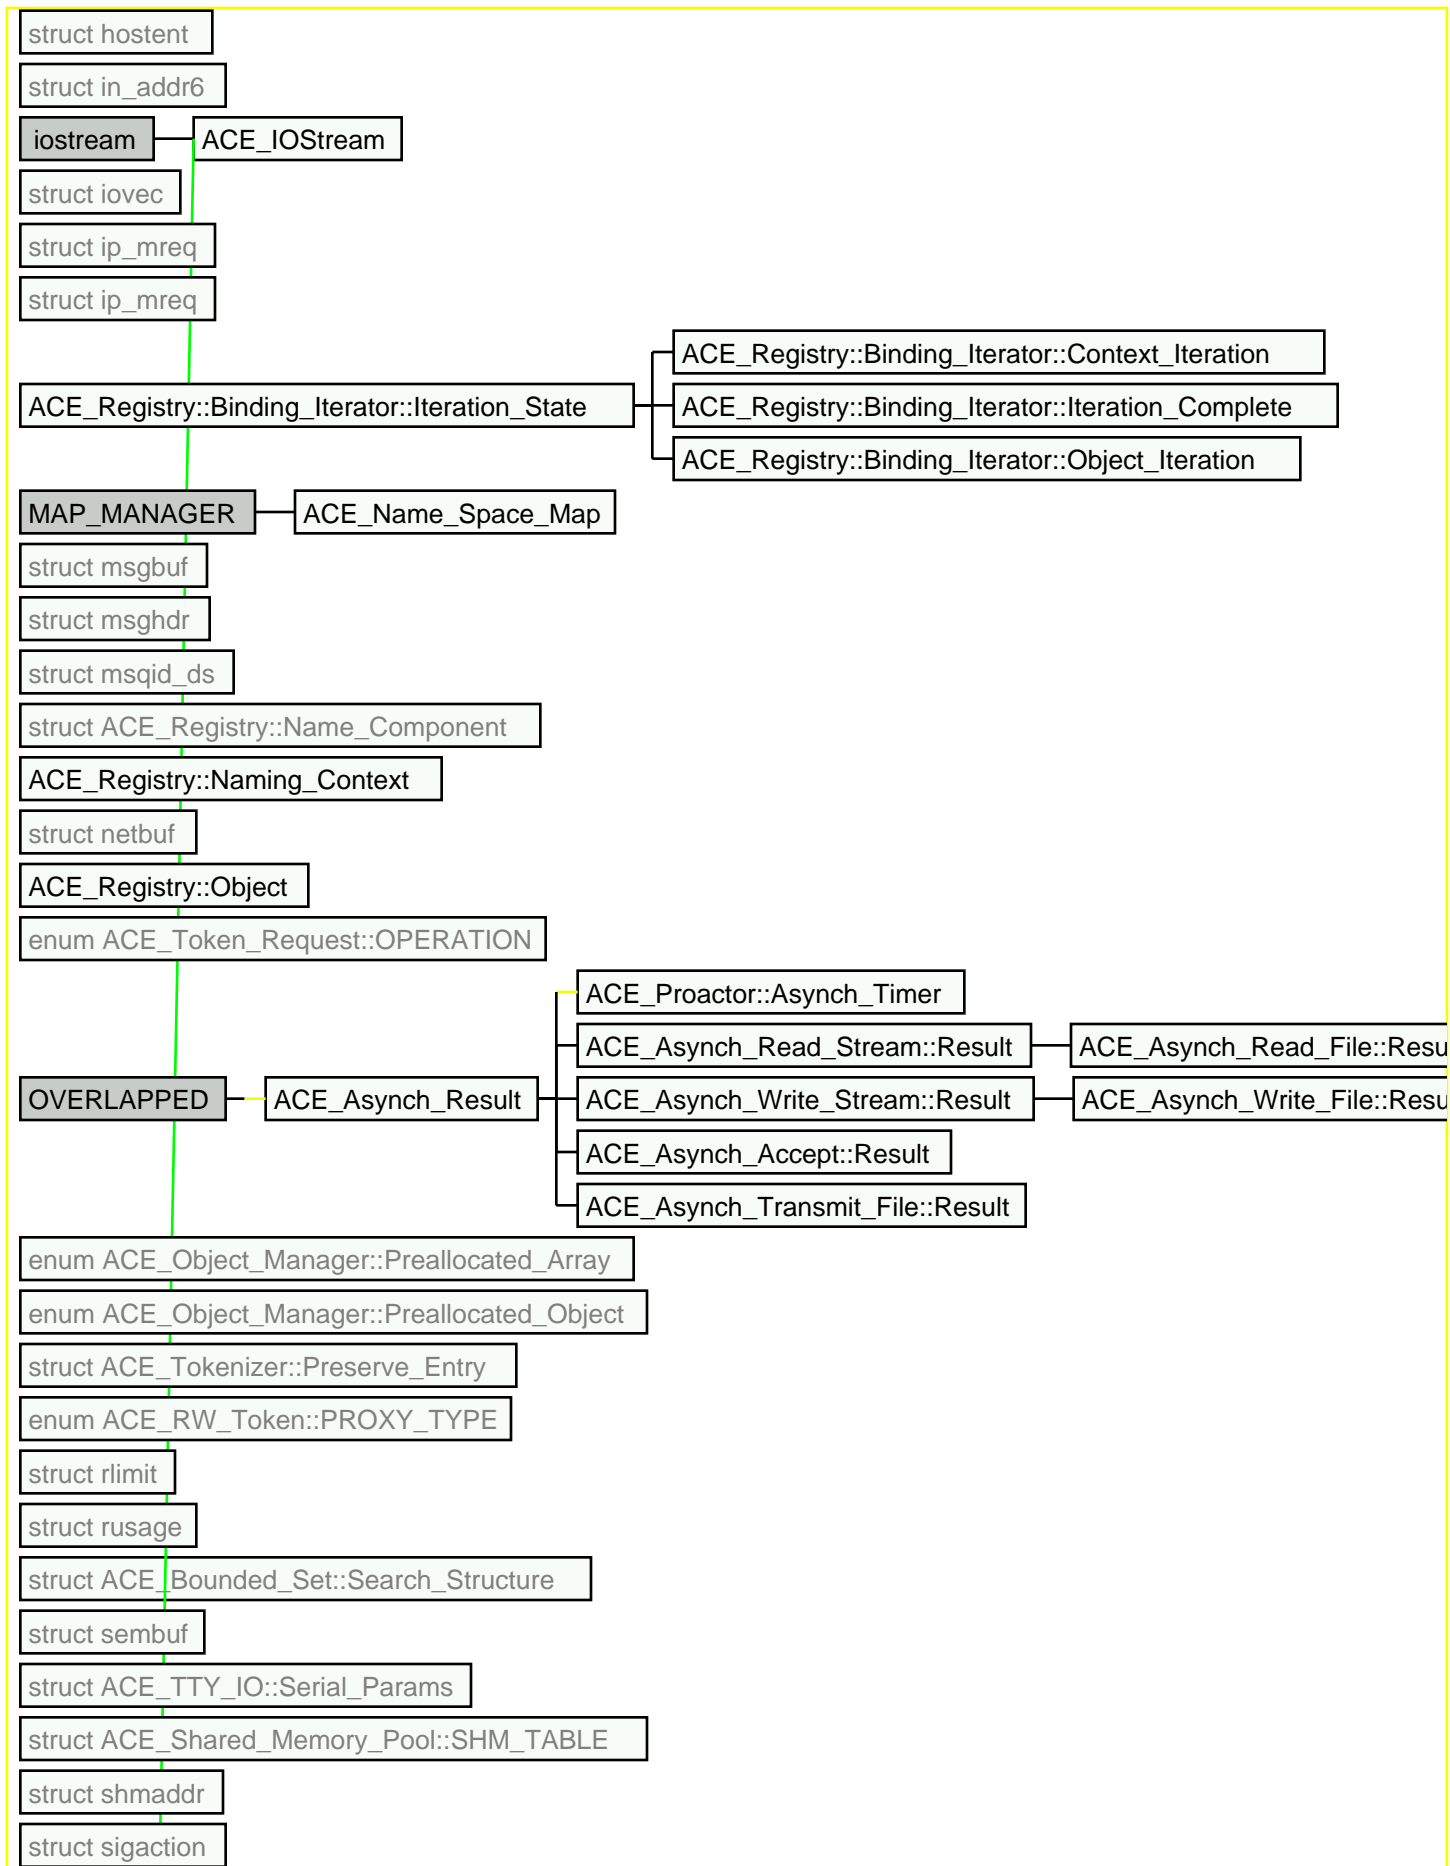 struct hostent
struct in_addr6
iostream ACE_IOStream
struct iovec
struct ip_mreq
struct ip_mreq
ACE_Registry::Binding_Iterator::Context_Iteration
ACE_Registry::Binding_Iterator::Iteration_State ACE_Registry::Binding_Iterator::Iteration_Complete
ACE_Registry::Binding_Iterator::Object_Iteration
MAP_MANAGER ACE_Name_Space_Map
struct msgbuf
struct msghdr
struct msqid_ds
struct ACE_Registry::Name_Component
ACE_Registry::Naming_Context
struct netbuf
ACE_Registry::Object
enum ACE_Token_Request::OPERATION
ACE_Proactor::Asynch_Timer
ACE_Asynch_Read_Stream::Result ACE_Asynch_Read_File::Resu
OVERLAPPED ACE_Asynch_Result ACE_Asynch_Write_Stream::Result ACE_Asynch_Write_File::Resu
ACE_Asynch_Accept::Result
ACE_Asynch_Transmit_File::Result
enum ACE_Object_Manager::Preallocated_Array
enum ACE_Object_Manager::Preallocated_Object
struct ACE_Tokenizer::Preserve_Entry
enum ACE_RW_Token::PROXY_TYPE
struct rlimit
struct rusage
struct ACE_Bounded_Set::Search_Structure
struct sembuf
struct ACE_TTY_IO::Serial_Params
struct ACE_Shared_Memory_Pool::SHM_TABLE
struct shmaddr
struct sigaction